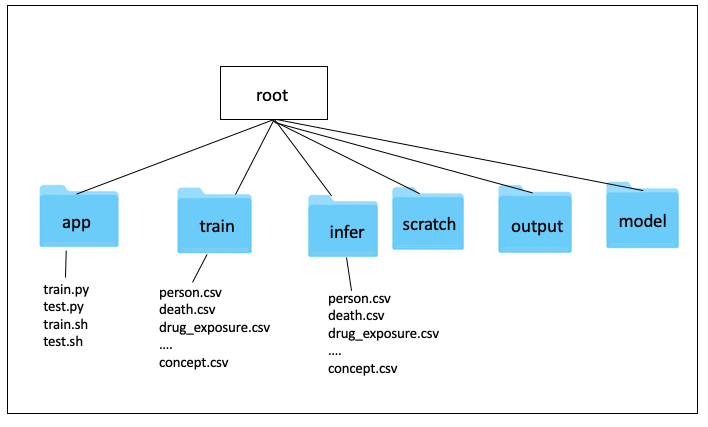 root
app
train
infer
scratch
output
model
train.py
test.py
train.sh
test.sh
person.csv
death.csv
drug_exposure.csv
....
concept.csv
person.csv
death.csv
drug_exposure.csv
....
concept.csv